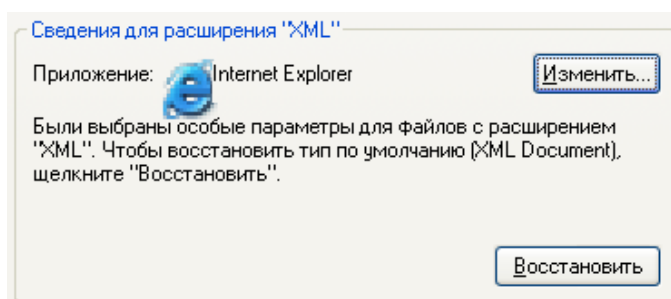 Сведения для расширения "XML"
Приложение: Internet Explorer
Изменить...
Были выбраны особые параметры для файлов с расширением
"XML". Чтобы восстановить тип по умолчанию (XML Document),
щелкните "Восстановить".
Восстановить